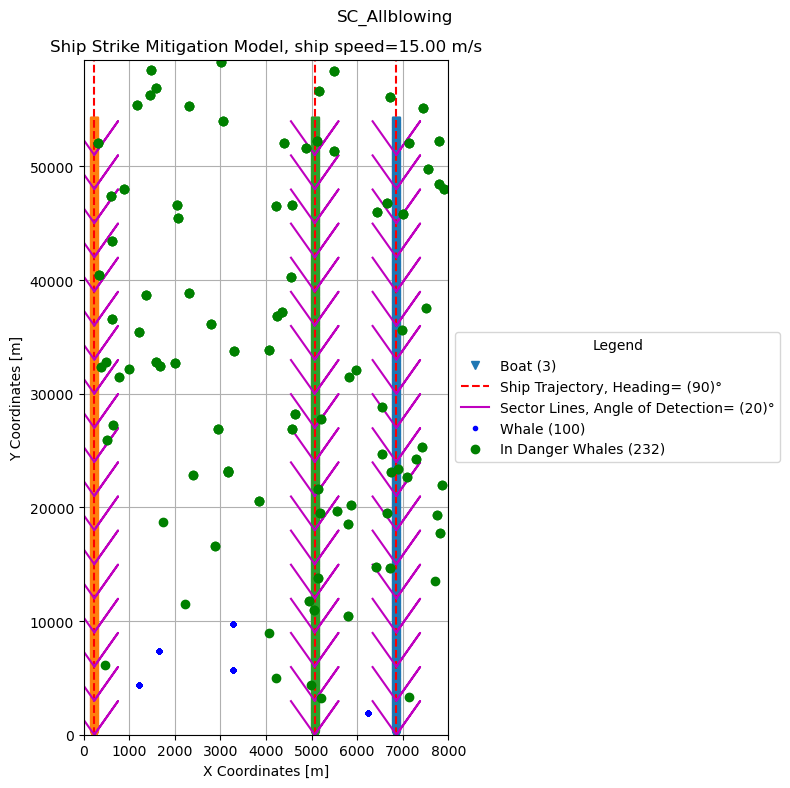 SC_Allblowing
Ship Strike Mitigation Model, ship speed=15.00 m/s
Y Coordinates [m]
50000
40000
30000
20000
10000
0
0 1000 2000 3000 4000 5000 6000 7000 8000
X Coordinates [m]
Legend
Boat (3)
Ship Trajectory, Heading= (90)°
Sector Lines, Angle of Detection= (20)°
Whale (100)
In Danger Whales (232)